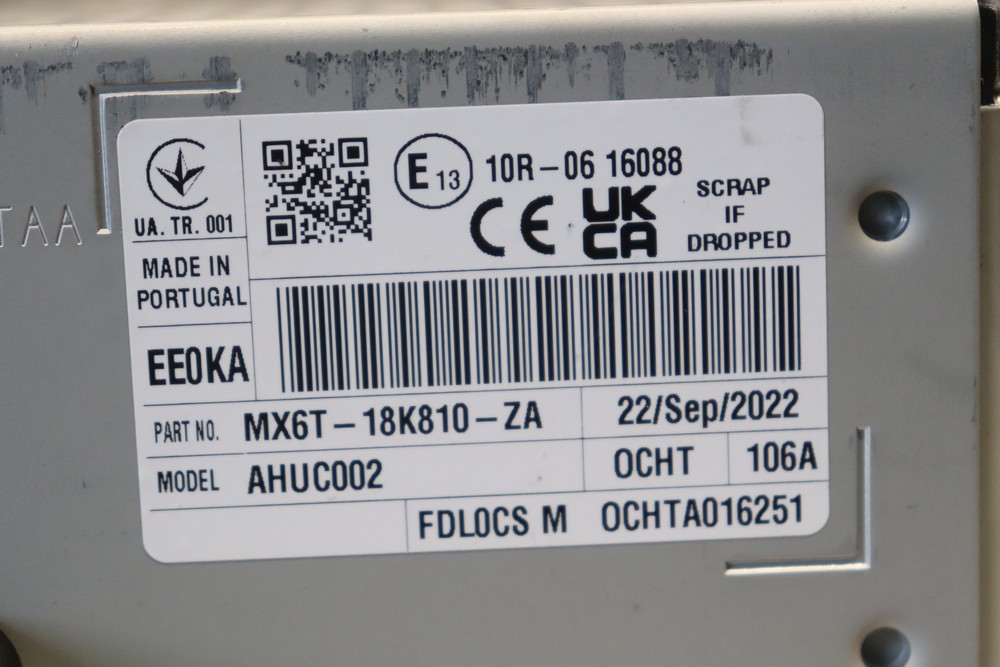 TAA
UA. TR. 001
MADE IN
PORTUGAL
EE0KA
E 13
10R-06 16088
CE
UK
CA
SCRAP
IF
DROPPED
PART NO. MX6T-18K810-ZA
22/Sep/2022
MODEL AHUC002
OCHT
106A
FDL0CS M OCHTA016251